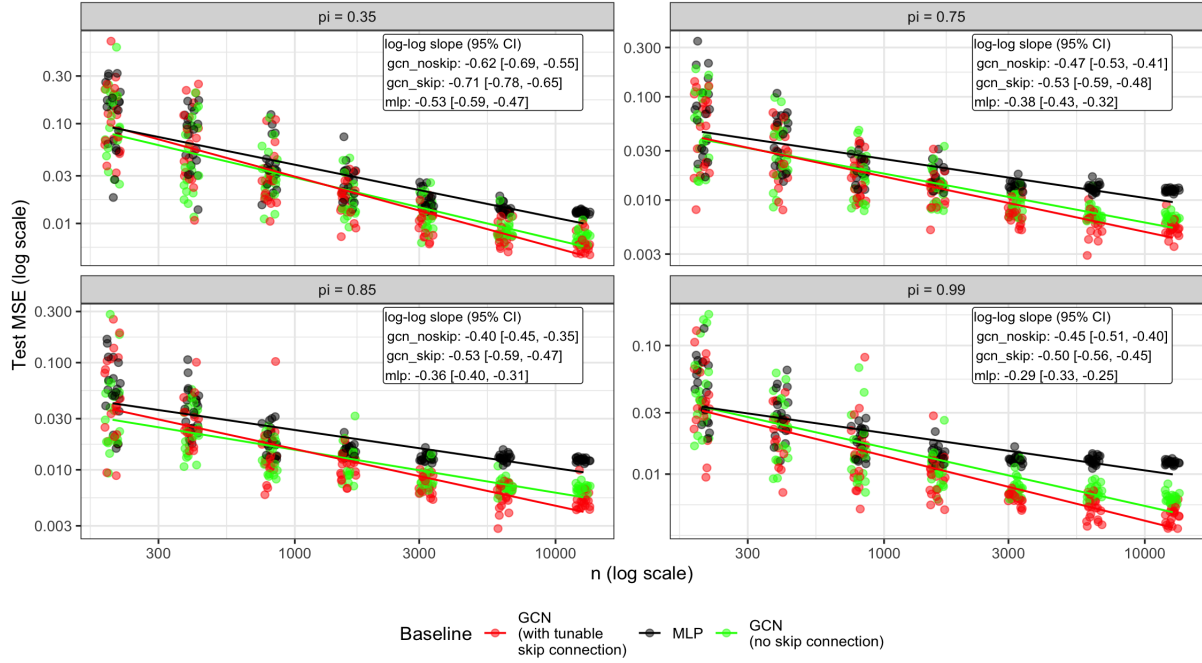 pi = 0.35
pi = 0.75
log-log slope (95% CI)
gcn_noskip: -0.62 [-0.69, -0.55]
gcn_skip: -0.71 [-0.78, -0.65]
mlp: -0.53 [-0.59, -0.47]
log-log slope (95% CI)
gcn_noskip: -0.47 [-0.53, -0.41]
gcn_skip: -0.53 [-0.59, -0.48]
mlp: -0.38 [-0.43, -0.32]
0.30
0.10
0.03
0.01
0.300
0.100
0.030
0.010
0.003
pi = 0.85
pi = 0.99
log-log slope (95% CI)
gcn_noskip: -0.40 [-0.45, -0.35]
gcn_skip: -0.53 [-0.59, -0.47]
mlp: -0.36 [-0.40, -0.31]
log-log slope (95% CI)
gcn_noskip: -0.45 [-0.51, -0.40]
gcn_skip: -0.50 [-0.56, -0.45]
mlp: -0.29 [-0.33, -0.25]
0.300
0.100
0.030
0.010
0.003
0.10
0.03
0.01
300
1000
3000
10000
300
1000
3000
10000
Test MSE (log scale)
n (log scale)
Baseline
GCN
(with tunable
skip connection)
MLP
GCN
(no skip connection)